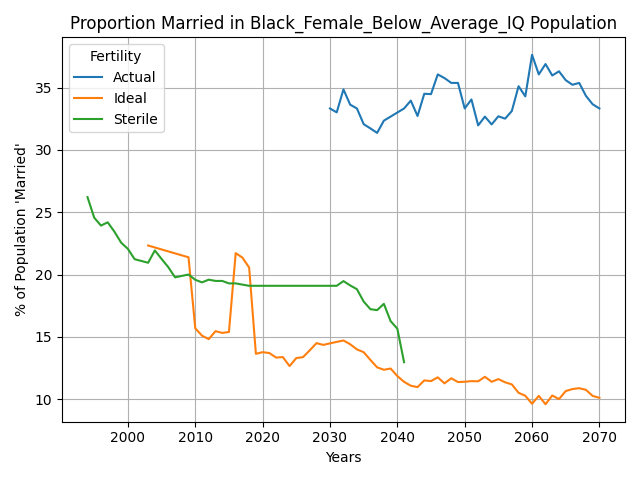 Proportion Married in Black_Female_Below_Average_IQ Population
Fertility
Actual
Ideal
Sterile
% of Population 'Married'
35
30
25
20
15
10
2000 2010 2020 2030 2040 2050 2060 2070
Years